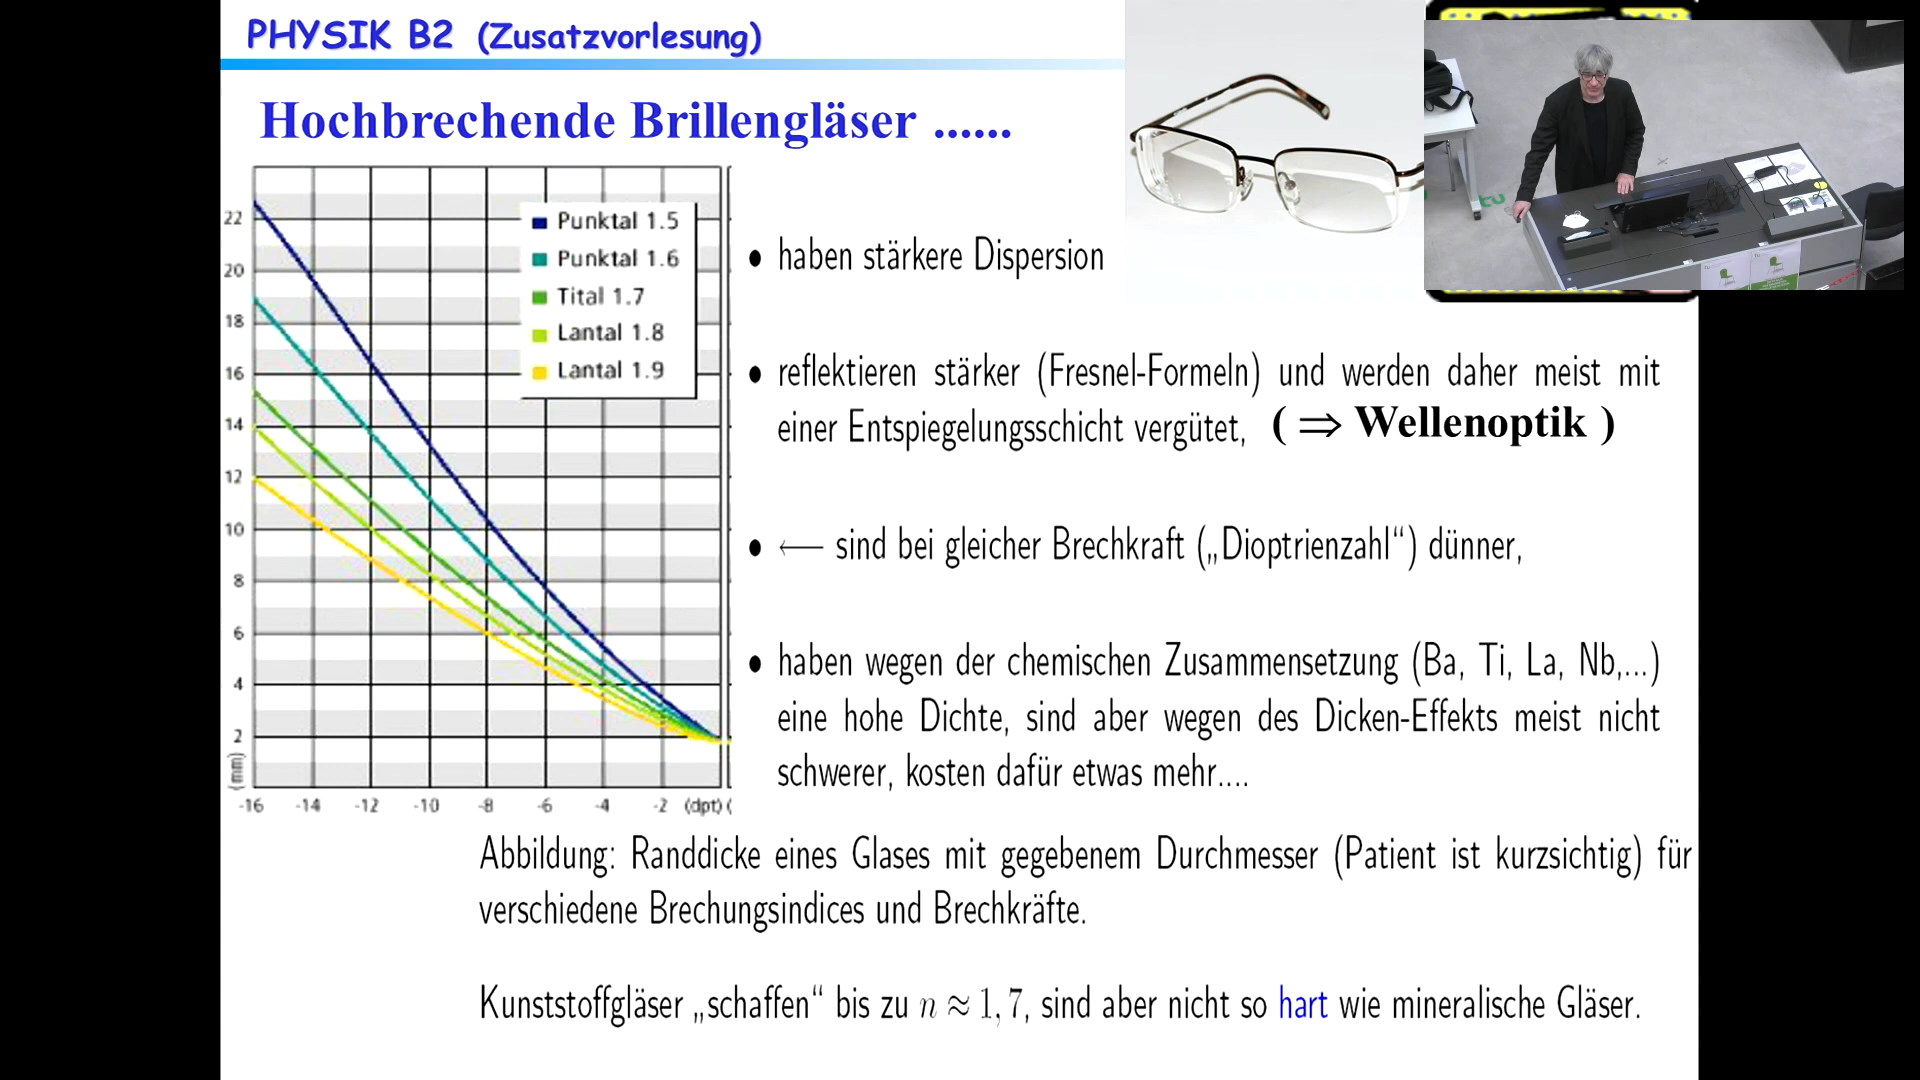 PHYSIK B2 (Zusatzvorlesung)
Hochbrechende Brillengläser ......
22
20
18
16
14
12
10
8
6
4
2
(mm)
-16 -14 -12 -10 -8 -6 -4 -2 (dpt) (
Punktal 1.5
Punktal 1.6
Tital 1.7
Lantal 1.8
Lantal 1.9
• haben stärkere Dispersion
• reflektieren stärker (Fresnel-Formeln) und werden daher meist mit
einer Entspiegelungsschicht vergütet, ( ⇒ Wellenoptik )
• ⟵ sind bei gleicher Brechkraft („Dioptrienzahl“) dünner,
• haben wegen der chemischen Zusammensetzung (Ba, Ti, La, Nb,...)
eine hohe Dichte, sind aber wegen des Dicken-Effekts meist nicht
schwerer, kosten dafür etwas mehr....
Abbildung: Randdicke eines Glases mit gegebenem Durchmesser (Patient ist kurzsichtig) für
verschiedene Brechungsindices und Brechkräfte.
Kunststoffgläser „schaffen“ bis zu n ≈ 1, 7, sind aber nicht so hart wie mineralische Gläser.